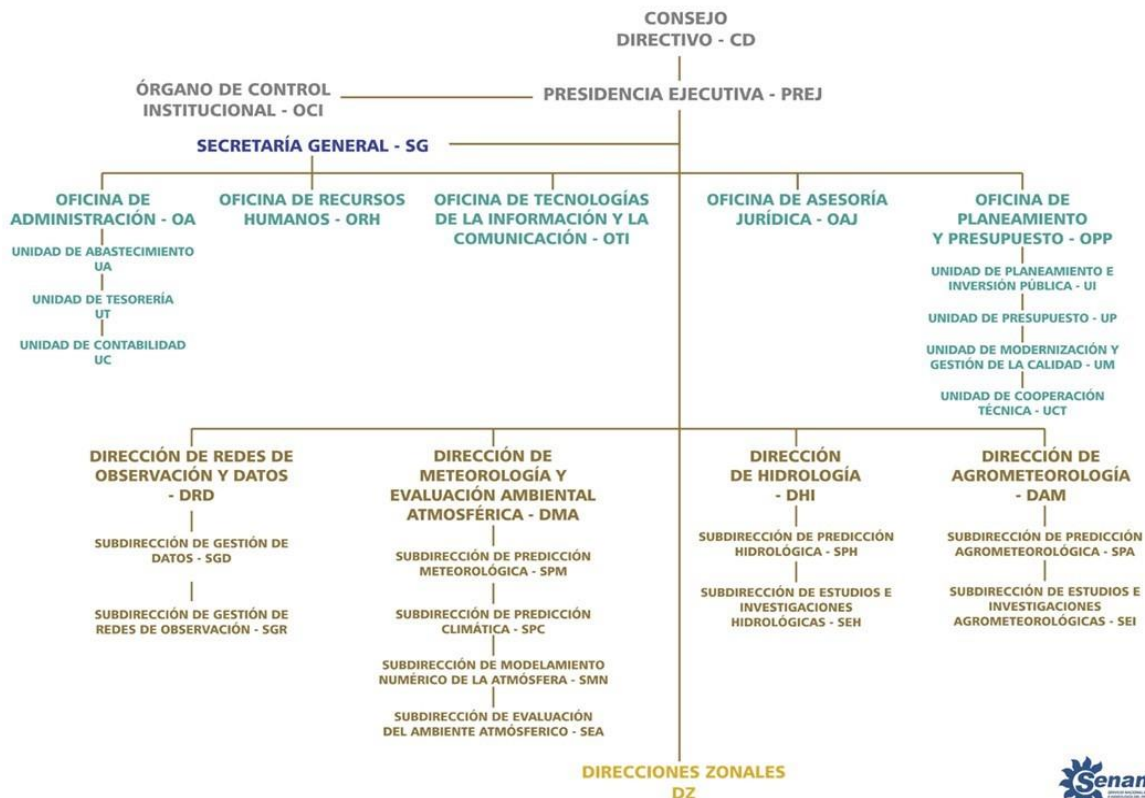 CONSEJO
DIRECTIVO - CD
ÓRGANO DE CONTROL
INSTITUCIONAL - OCI
PRESIDENCIA EJECUTIVA - PREJ
SECRETARÍA GENERAL - SG
OFICINA DE
ADMINISTRACIÓN - OA
UNIDAD DE ABASTECIMIENTO
UA
UNIDAD DE TESORERÍA
UT
UNIDAD DE CONTABILIDAD
UC
OFICINA DE RECURSOS
HUMANOS - ORH
OFICINA DE TECNOLOGÍAS
DE LA INFORMACIÓN Y LA
COMUNICACIÓN - OTI
OFICINA DE ASESORÍA
JURÍDICA - OAJ
OFICINA DE
PLANEAMIENTO
Y PRESUPUESTO - OPP
UNIDAD DE PLANEAMIENTO E
INVERSIÓN PÚBLICA - UI
UNIDAD DE PRESUPUESTO - UP
UNIDAD DE MODERNIZACIÓN Y
GESTIÓN DE LA CALIDAD - UM
UNIDAD DE COOPERACIÓN
TÉCNICA - UCT
DIRECCIÓN DE REDES DE
OBSERVACIÓN Y DATOS
- DRD
SUBDIRECCIÓN DE GESTIÓN DE
DATOS - SGD
SUBDIRECCIÓN DE GESTIÓN DE
REDES DE OBSERVACIÓN - SGR
DIRECCIÓN DE
METEOROLOGÍA Y
EVALUACIÓN AMBIENTAL
ATMOSFÉRICA - DMA
SUBDIRECCIÓN DE PREDICCIÓN
METEOROLÓGICA - SPM
SUBDIRECCIÓN DE PREDICCIÓN
CLIMÁTICA - SPC
SUBDIRECCIÓN DE MODELAMIENTO
NUMÉRICO DE LA ATMÓSFERA - SMN
SUBDIRECCIÓN DE EVALUACIÓN
DEL AMBIENTE ATMÓSFERICO - SEA
DIRECCIÓN
DE HIDROLOGÍA
- DHI
SUBDIRECCIÓN DE PREDICCIÓN
HIDROLÓGICA - SPH
SUBDIRECCIÓN DE ESTUDIOS E
INVESTIGACIONES
HIDROLÓGICAS - SEH
DIRECCIÓN DE
AGROMETEOROLOGÍA
- DAM
SUBDIRECCIÓN DE PREDICCIÓN
AGROMETEOROLÓGICA - SPA
SUBDIRECCIÓN DE ESTUDIOS E
INVESTIGACIONES
AGROMETEOROLÓGICAS - SEI
DIRECCIONES ZONALES
DZ
Senam